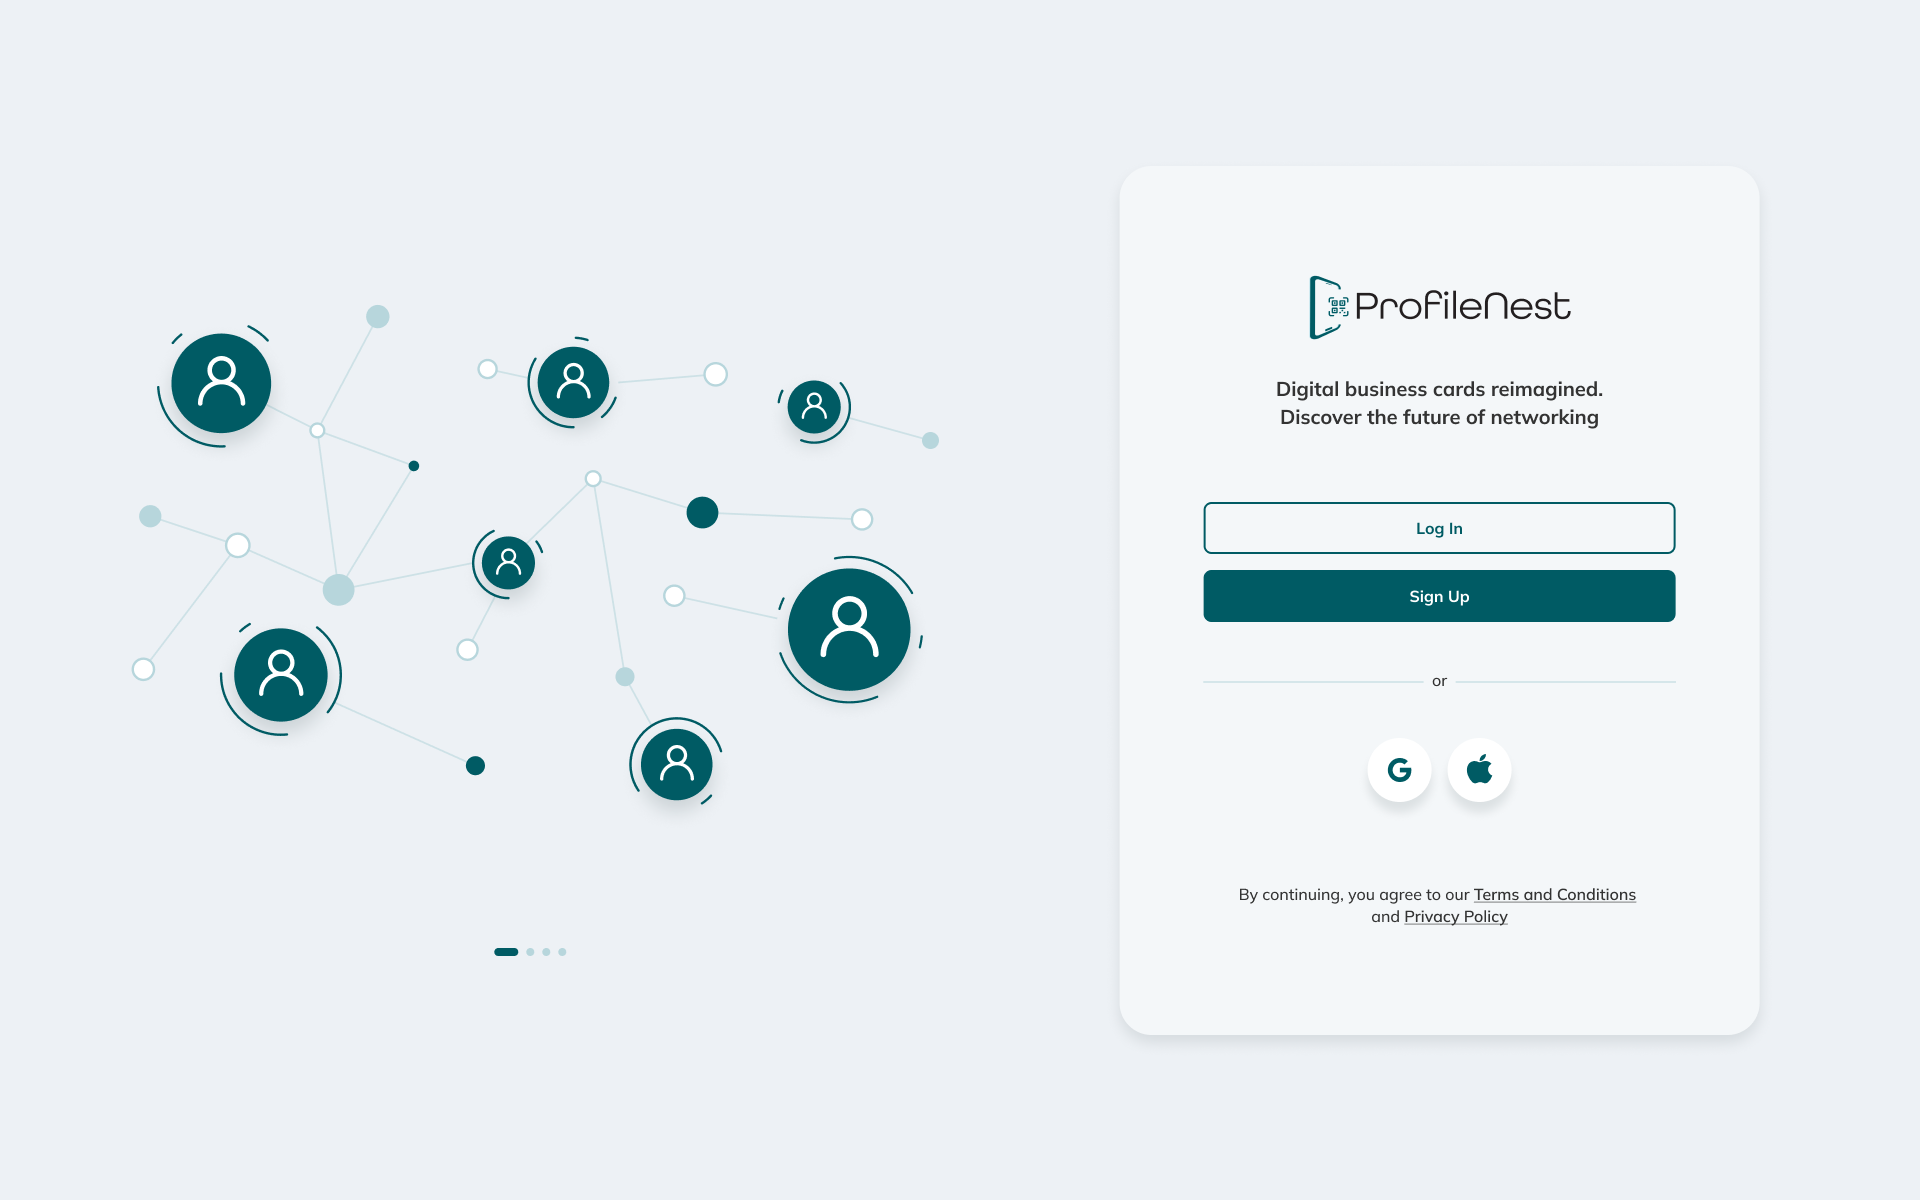 ProfileNest
Digital business cards reimagined.
Discover the future of networking
Log In
Sign Up
or
G
By continuing, you agree to our Terms and Conditions
and Privacy Policy